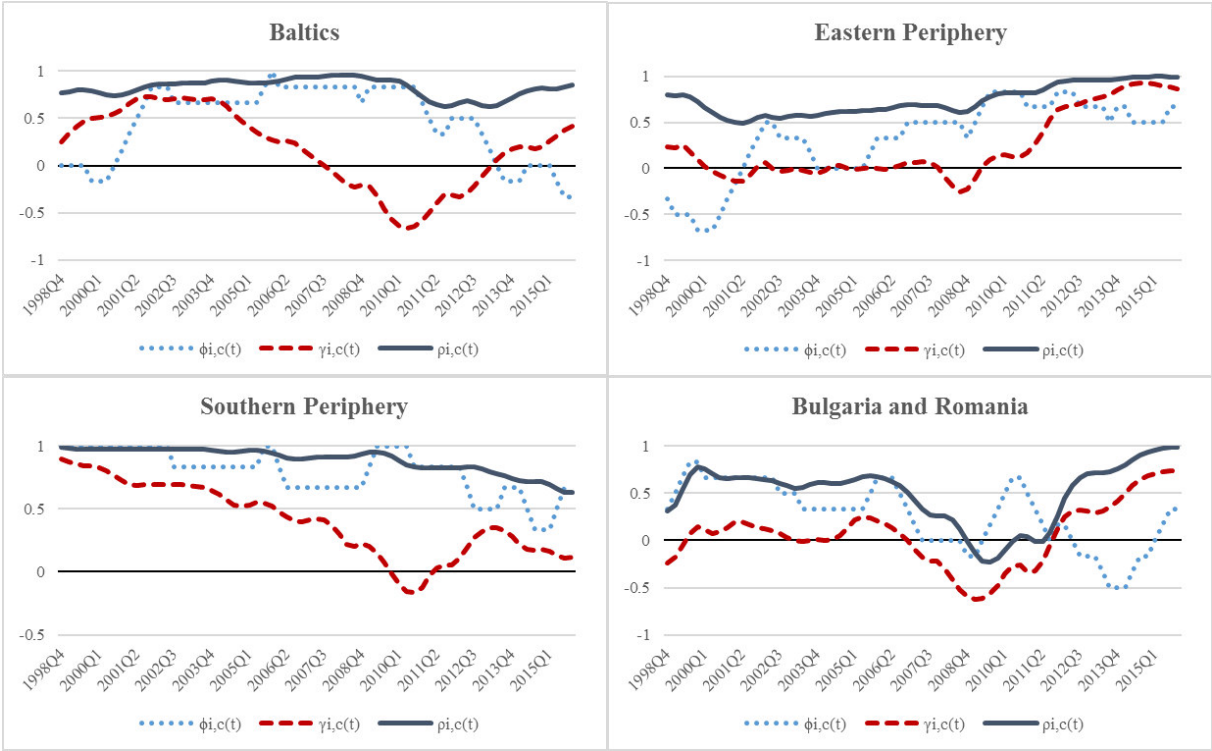 Baltics
1
0.5
0
-0.5
-1
1998Q4 2000Q1 2001Q2 2002Q3 2003Q4 2005Q1 2006Q2 2007Q3 2008Q4 2010Q1 2011Q2 2012Q3 2013Q4 2015Q1
ϕi,c(t) γi,c(t) ρi,c(t)
Eastern Periphery
1
0.5
0
-0.5
-1
1998Q4 2000Q1 2001Q2 2002Q3 2003Q4 2005Q1 2006Q2 2007Q3 2008Q4 2010Q1 2011Q2 2012Q3 2013Q4 2015Q1
ϕi,c(t) γi,c(t) ρi,c(t)
Southern Periphery
1
0.5
0
-0.5
1998Q4 2000Q1 2001Q2 2002Q3 2003Q4 2005Q1 2006Q2 2007Q3 2008Q4 2010Q1 2011Q2 2012Q3 2013Q4 2015Q1
ϕi,c(t) γi,c(t) ρi,c(t)
Bulgaria and Romania
1
0.5
0
-0.5
-1
1998Q4 2000Q1 2001Q2 2002Q3 2003Q4 2005Q1 2006Q2 2007Q3 2008Q4 2010Q1 2011Q2 2012Q3 2013Q4 2015Q1
ϕi,c(t) γi,c(t) ρi,c(t)